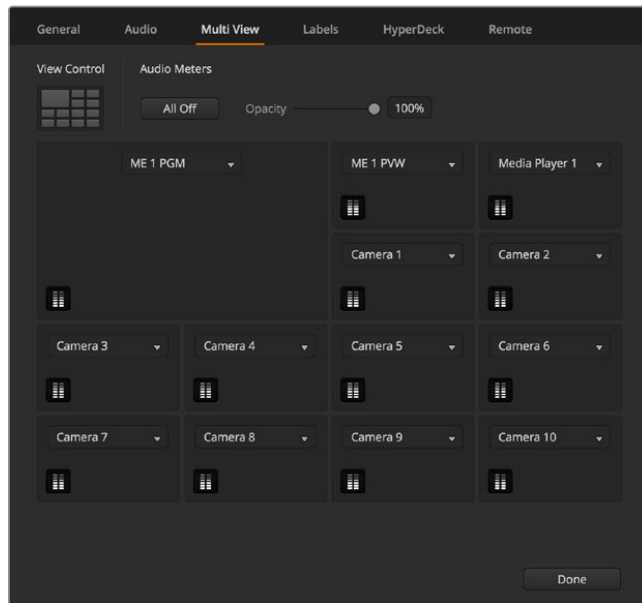 General Audio Multi View Labels HyperDeck Remote
View Control Audio Meters
All Off Opacity 100%
ME 1 PGM ME 1 PVW Media Player 1
Camera 1 Camera 2
Camera 3 Camera 4 Camera 5 Camera 6
Camera 7 Camera 8 Camera 9 Camera 10
Done